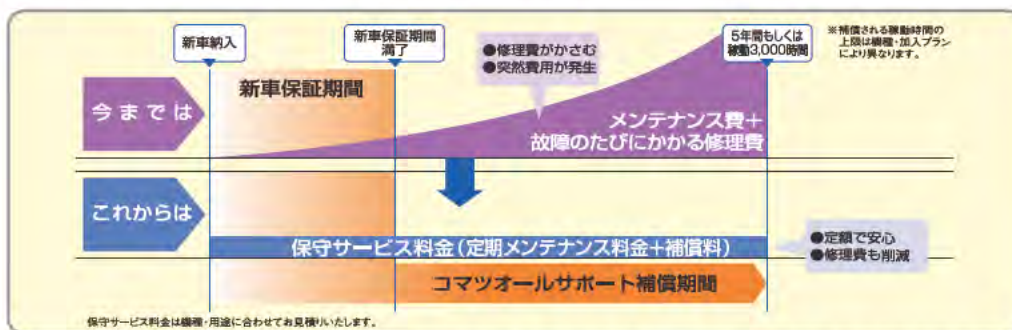 新車納入
新車保証期間
満了
5年間もしくは
稼動3,000時間
※補償される稼動時間の
上限は機種・加入プラン
により異なります。
●修理費がかさむ
●突然費用が発生
新車保証期間
今までは
メンテナンス費+
故障のたびにかかる修理費
これからは
保守サービス料金(定期メンテナンス料金+補償料)
●定額で安心
●修理費も削減
コマツオールサポート補償期間
保守サービス料金は機種・用途に合わせてお見積りいたします。